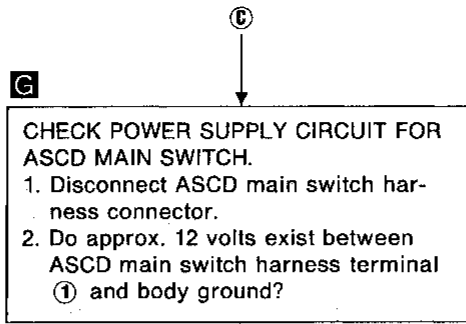 Ⓒ
G
CHECK POWER SUPPLY CIRCUIT FOR
ASCD MAIN SWITCH.
1. Disconnect ASCD main switch har-
ness connector.
2. Do approx. 12 volts exist between
ASCD main switch harness terminal
① and body ground?